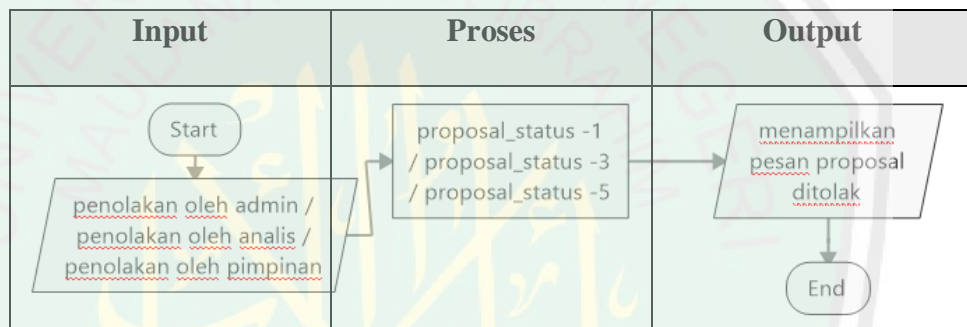 Input
Proses
Output
Start
penolakan oleh admin /
penolakan oleh analis /
penolakan oleh pimpinan
proposal_status -1
/ proposal_status -3
/ proposal_status -5
menampilkan
pesan proposal
ditolak
End